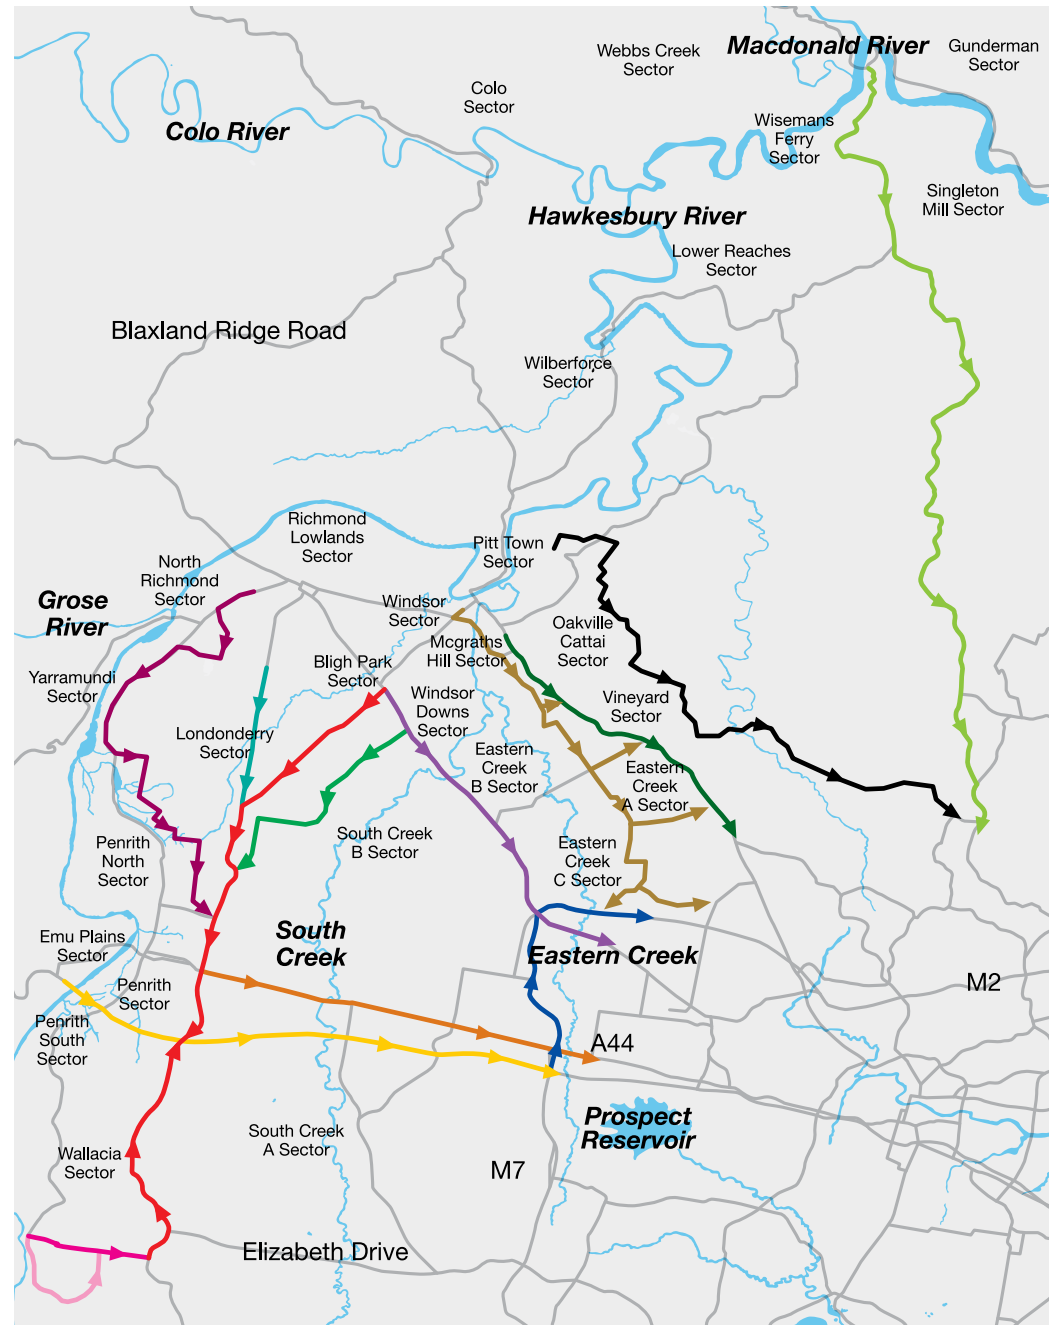 Macdonald River
Gunderman
Sector
Webbs Creek
Sector
Colo
Sector
Colo River
Wisemans
Ferry
Sector
Singleton
Mill Sector
Hawkesbury River
Lower Reaches
Sector
Blaxland Ridge Road
Wilberforce
Sector
Richmond
Lowlands
Sector
Pitt Town
Sector
North
Richmond
Sector
Grose
River
Windsor
Sector
Mcgraths
Hill Sector
Oakville
Cattai
Sector
Bligh Park
Sector
Yarramundi
Sector
Windsor
Downs
Sector
Vineyard
Sector
Londonderry
Sector
Eastern
Creek
B Sector
Eastern
Creek
A Sector
South Creek
B Sector
Penrith
North
Sector
Eastern
Creek
C Sector
South
Creek
Emu Plains
Sector
Eastern Creek
Penrith
Sector
M2
Penrith
South
Sector
A44
Prospect
Reservoir
South Creek
A Sector
Wallacia
Sector
M7
Elizabeth Drive